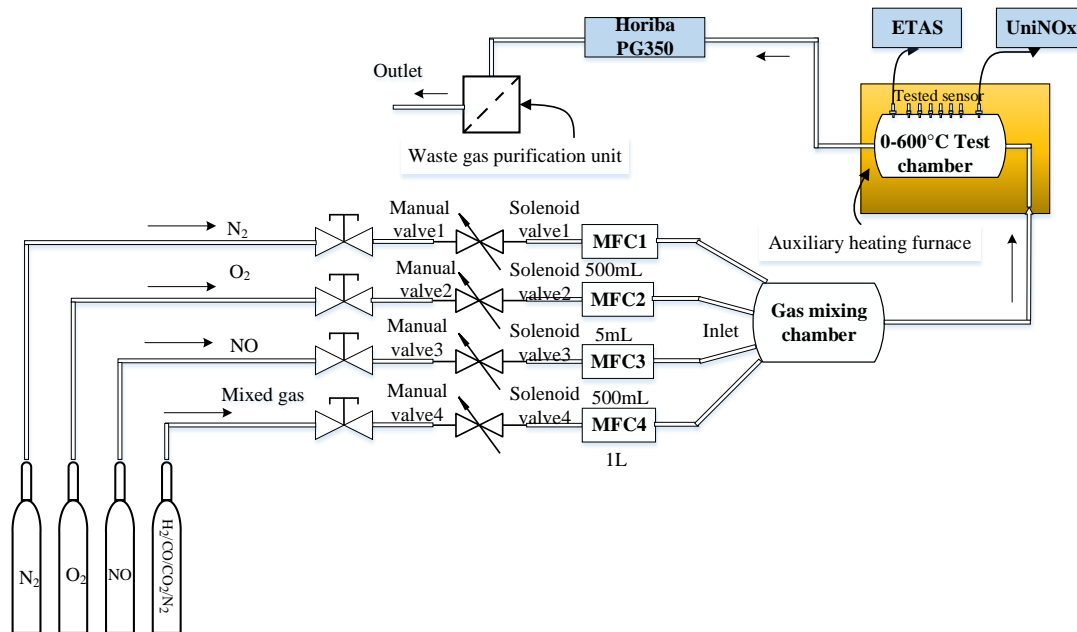 Horiba
PG350
ETAS
UniNOx
Outlet
Tested sensor
0-600°C Test
chamber
Waste gas purification unit
Auxiliary heating furnace
N₂
Manual
valve1
Solenoid
valve1
MFC1
500mL
O₂
Manual
valve2
Solenoid
valve2
MFC2
5mL
NO
Manual
valve3
Solenoid
valve3
MFC3
500mL
Mixed gas
Manual
valve4
Solenoid
valve4
MFC4
1L
Inlet
Gas mixing
chamber
N₂
O₂
NO
H₂/CO/CO₂/N₂